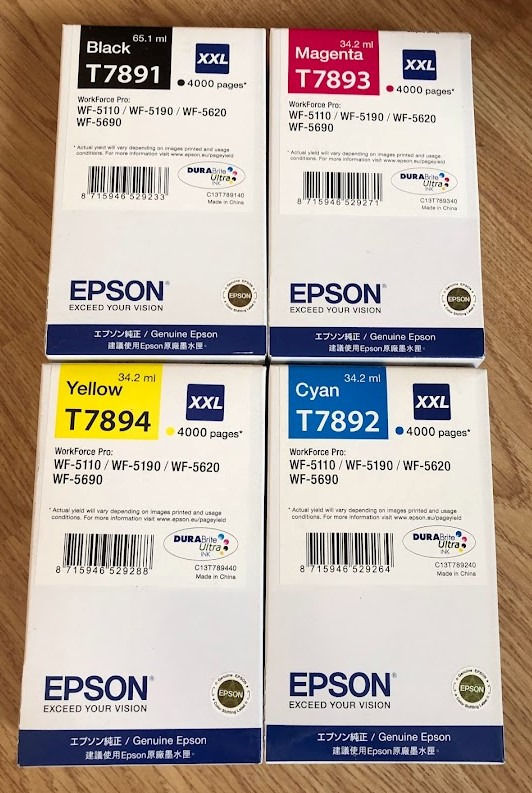 65.1 ml
Black
T7891
XXL
4000 pages*
WorkForce Pro:
WF-5110 / WF-5190 / WF-5620
WF-5690
* Actual yield will vary depending on images printed and usage
conditions. For more information visit www.epson.eu/pageyield
DURABrite
Ultra
INK
8 715946 529233
C13T789140
Made in China
EPSON®
EXCEED YOUR VISION
Genuine Epson
EPSON
エプソン純正 / Genuine Epson
建議使用Epson原廠墨水匣。
34.2 ml
Magenta
T7893
XXL
4000 pages*
WorkForce Pro:
WF-5110 / WF-5190 / WF-5620
WF-5690
* Actual yield will vary depending on images printed and usage
conditions. For more information visit www.epson.eu/pageyield
DURABrite
Ultra
INK
8 715946 529271
C13T789340
Made in China
EPSON®
EXCEED YOUR VISION
Genuine Epson
EPSON
エプソン純正 / Genuine Epson
建議使用Epson原廠墨水匣。
34.2 ml
Yellow
T7894
XXL
4000 pages*
WorkForce Pro:
WF-5110 / WF-5190 / WF-5620
WF-5690
* Actual yield will vary depending on images printed and usage
conditions. For more information visit www.epson.eu/pageyield
DURABrite
Ultra
INK
8 715946 529288
C13T789440
Made in China
EPSON®
EXCEED YOUR VISION
Genuine Epson
EPSON
エプソン純正 / Genuine Epson
建議使用Epson原廠墨水匣。
34.2 ml
Cyan
T7892
XXL
4000 pages*
WorkForce Pro:
WF-5110 / WF-5190 / WF-5620
WF-5690
* Actual yield will vary depending on images printed and usage
conditions. For more information visit www.epson.eu/pageyield
DURABrite
Ultra
INK
8 715946 529264
C13T789240
Made in China
EPSON®
EXCEED YOUR VISION
Genuine Epson
EPSON
エプソン純正 / Genuine Epson
建議使用Epson原廠墨水匣。